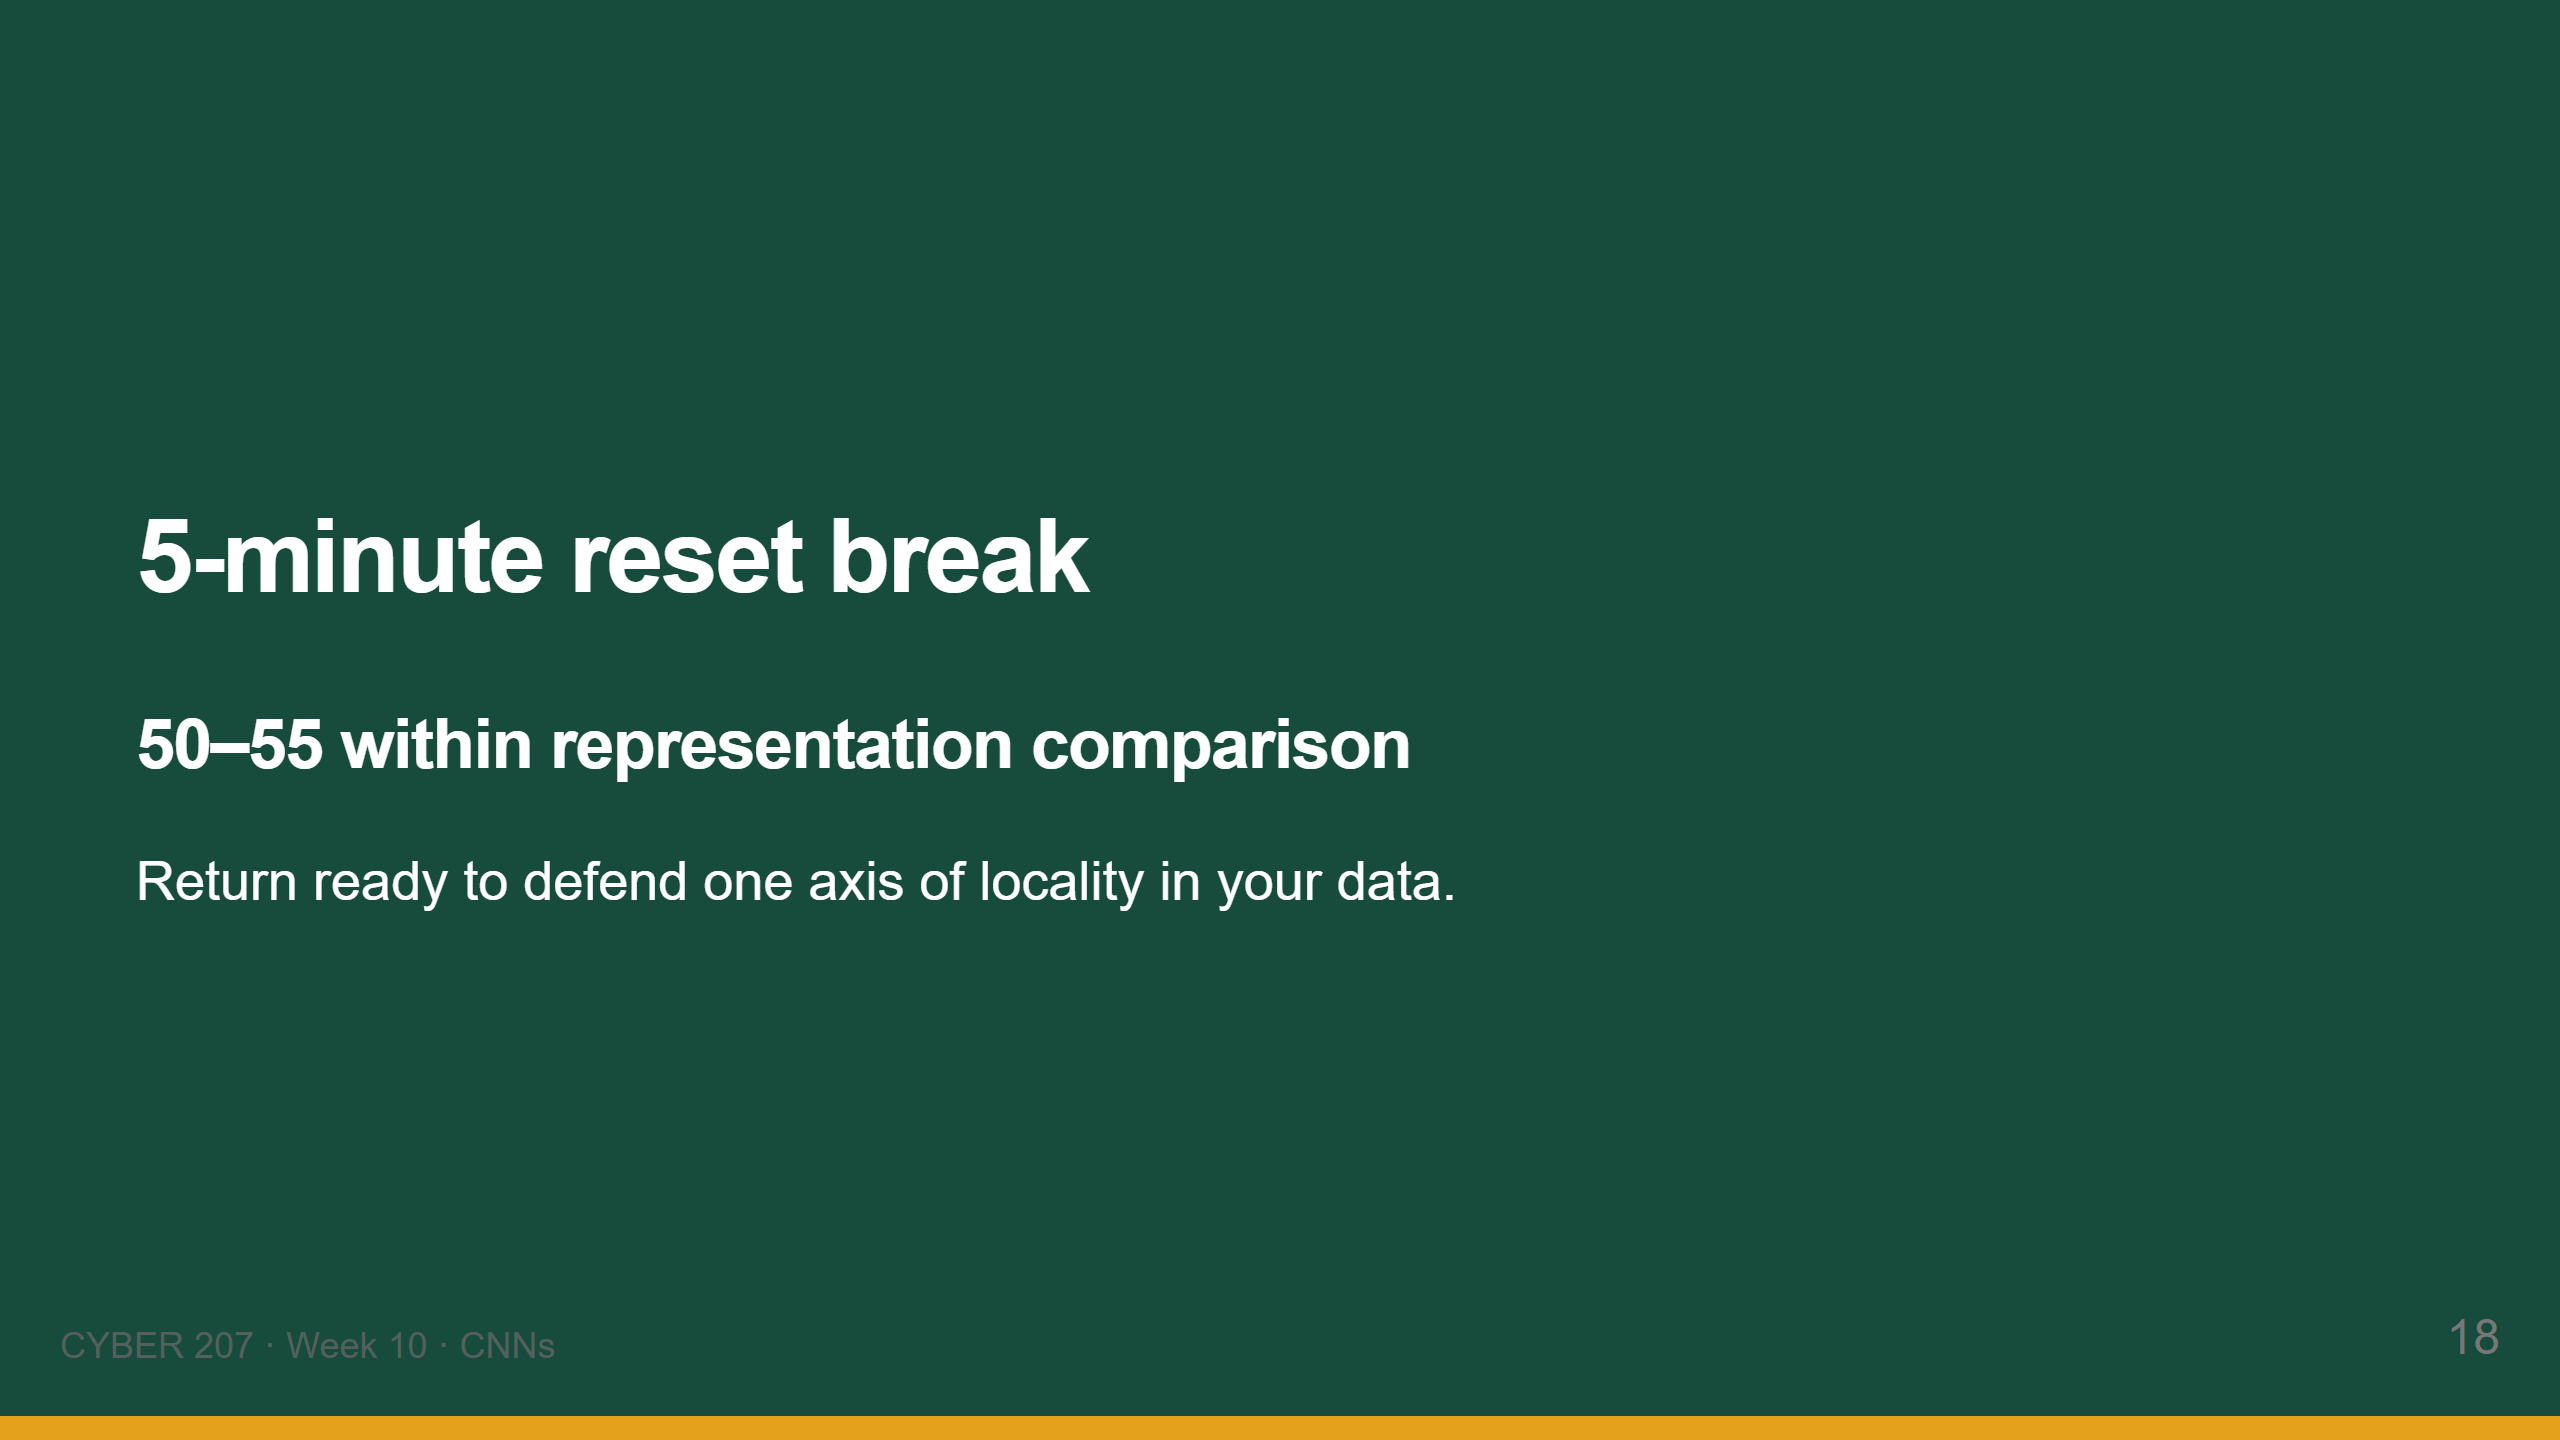 5-minute reset break
50–55 within representation comparison
Return ready to defend one axis of locality in your data.
CYBER 207 · Week 10 · CNNs
18